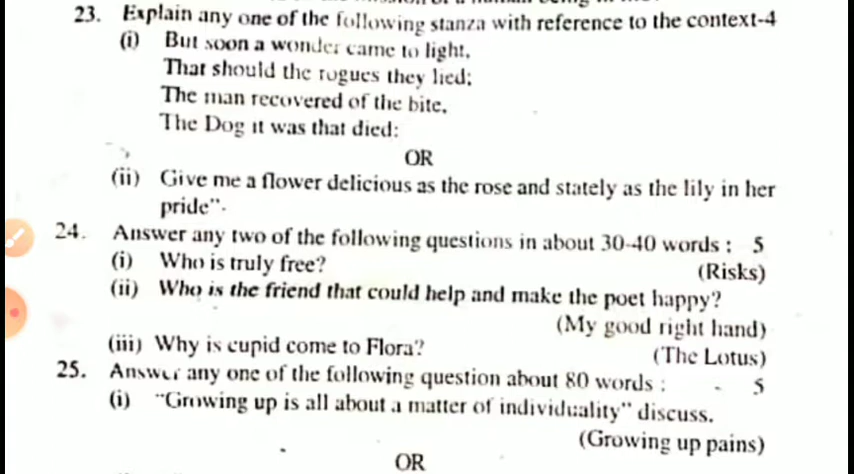 23. Explain any one of the following stanza with reference to the context-4
(i) But soon a wonder came to light,
That should the rogues they lied;
The man recovered of the bite,
The Dog it was that died:
OR
(ii) Give me a flower delicious as the rose and stately as the lily in her
pride".
24. Answer any two of the following questions in about 30-40 words : 5
(i) Who is truly free? (Risks)
(ii) Who is the friend that could help and make the poet happy?
(My good right hand)
(iii) Why is cupid come to Flora? (The Lotus)
25. Answer any one of the following question about 80 words : 5
(i) "Growing up is all about a matter of individuality" discuss.
(Growing up pains)
OR